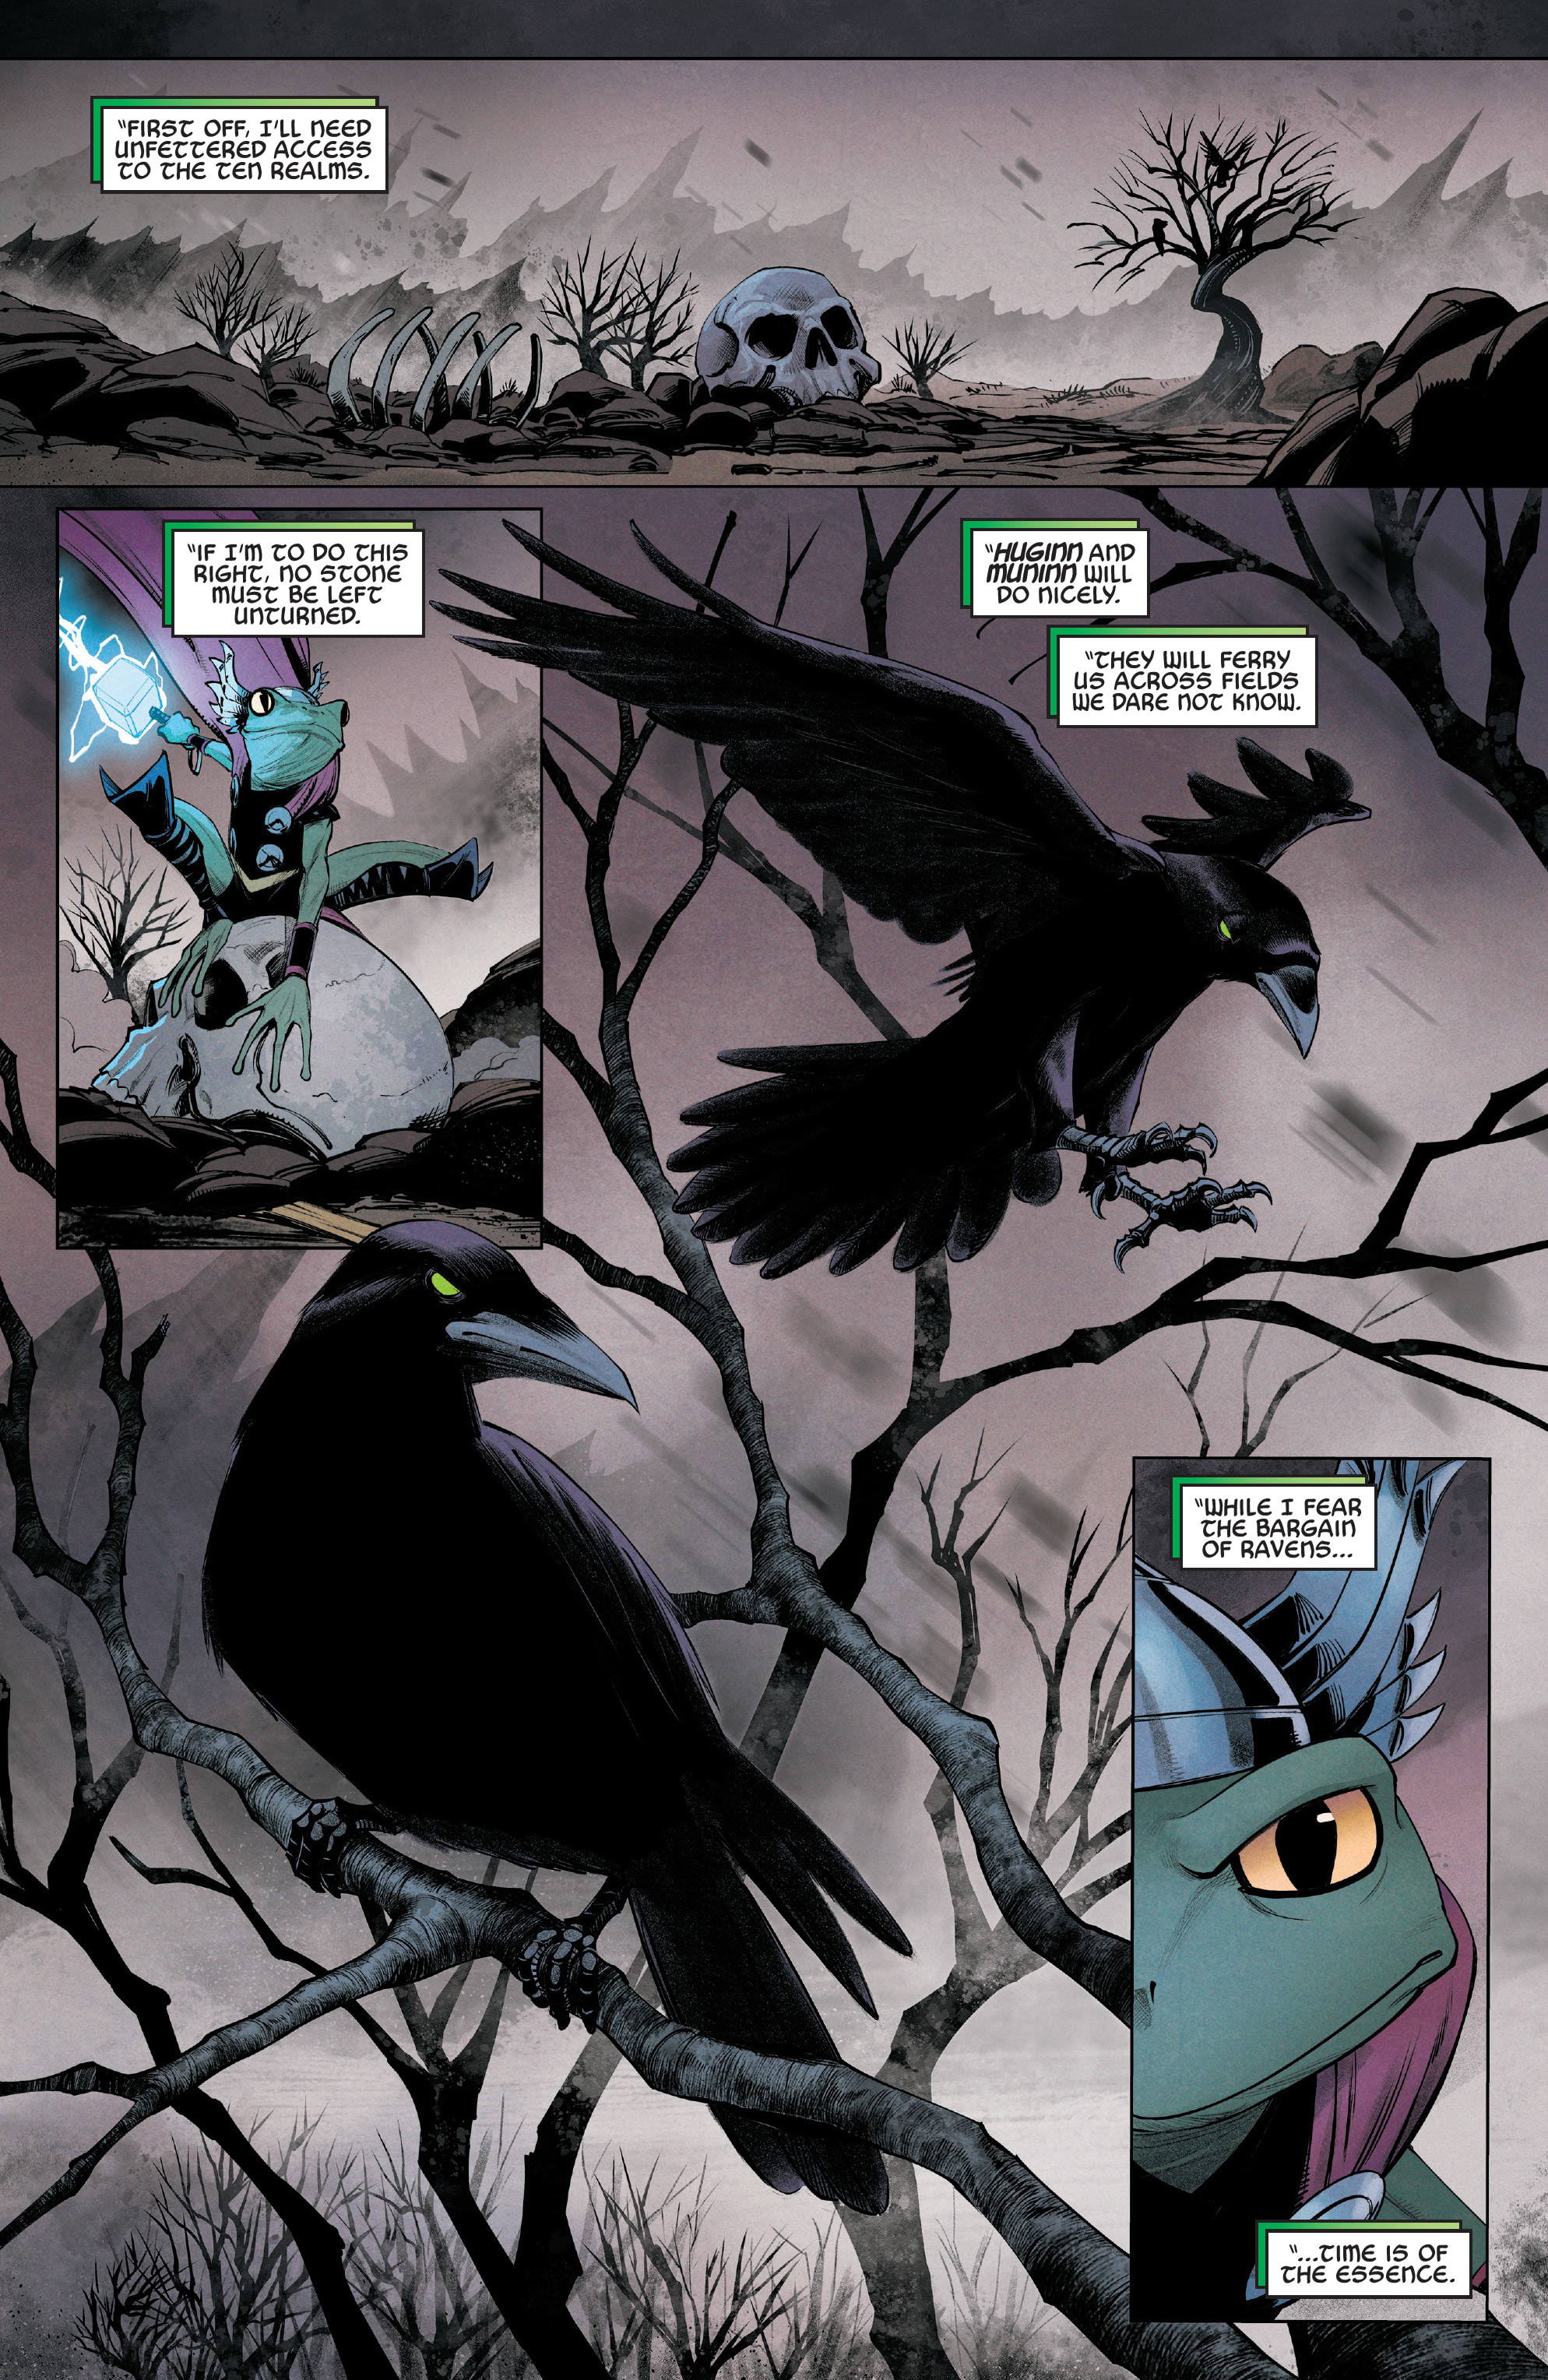 “FIRST OFF, I'LL NEED
UNFETTERED ACCESS
TO THE TEN REALMS.
“IF I'M TO DO THIS
RIGHT, NO STONE
MUST BE LEFT
UNTURNED.
“HUGINN AND
MUNINN WILL
DO NICELY.
“THEY WILL FERRY
US ACROSS FIELDS
WE DARE NOT KNOW.
“WHILE I FEAR
THE BARGAIN
OF RAVENS...
“...TIME IS OF
THE ESSENCE.